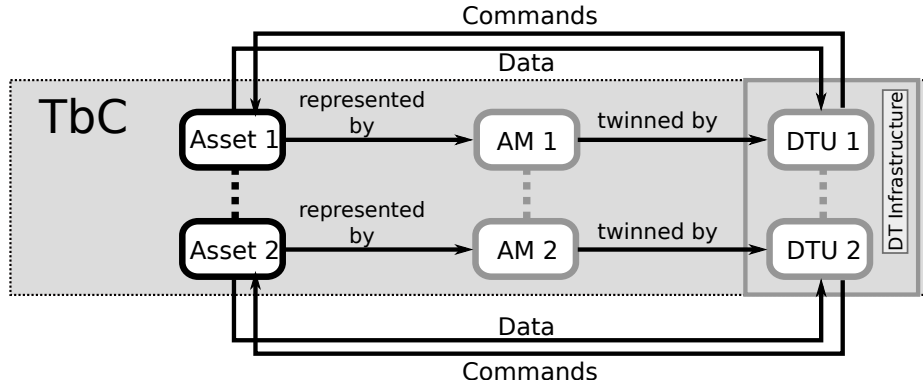 Commands
Data
TbC
represented
by
twinned by
Asset 1
AM 1
DTU 1
DT Infrastructure
represented
by
twinned by
Asset 2
AM 2
DTU 2
Data
Commands